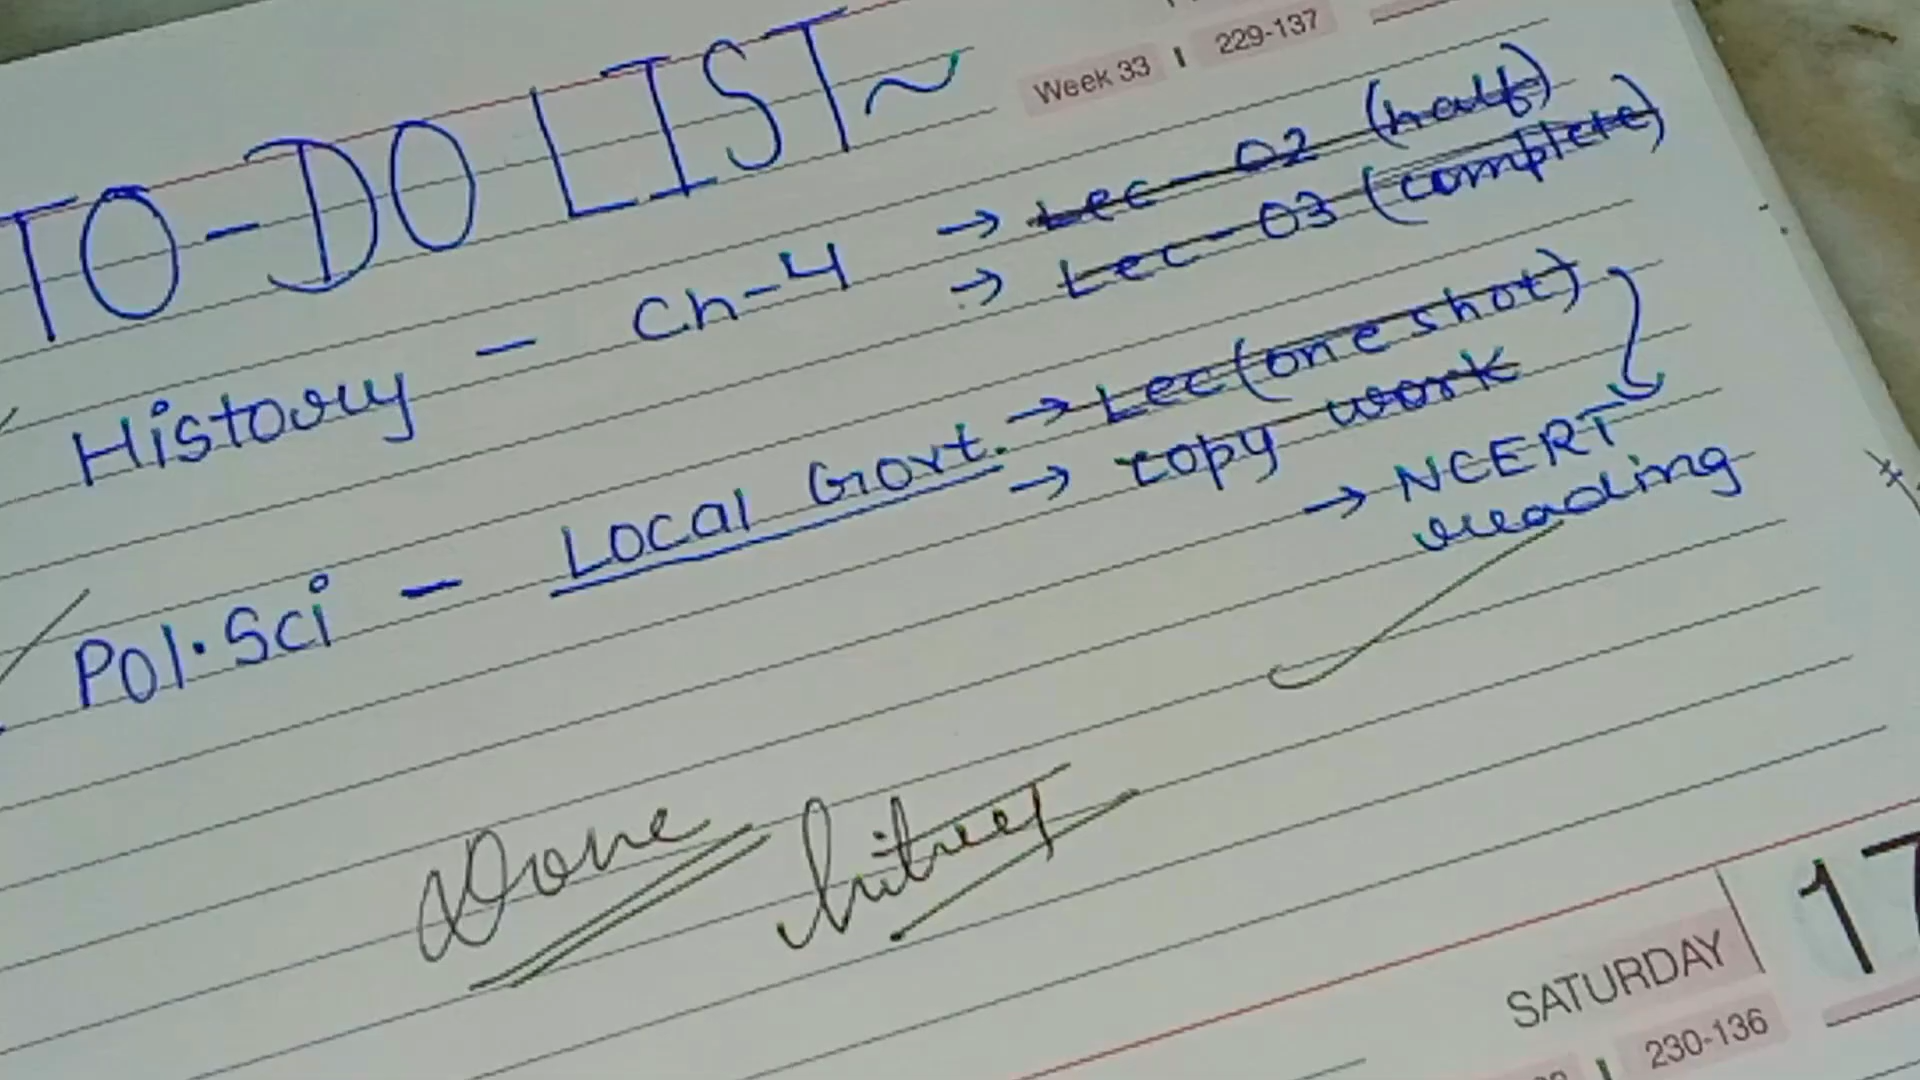 Week 33 | 229-137
TO-DO LIST ~
History - Ch-4 → Lec-02 (half)
→ Lec-03 (complete)
Pol.Sci - Local Govt. → Lec (one shot)
→ copy work
→ NCERT
reading
Done
SATURDAY 17
230-136